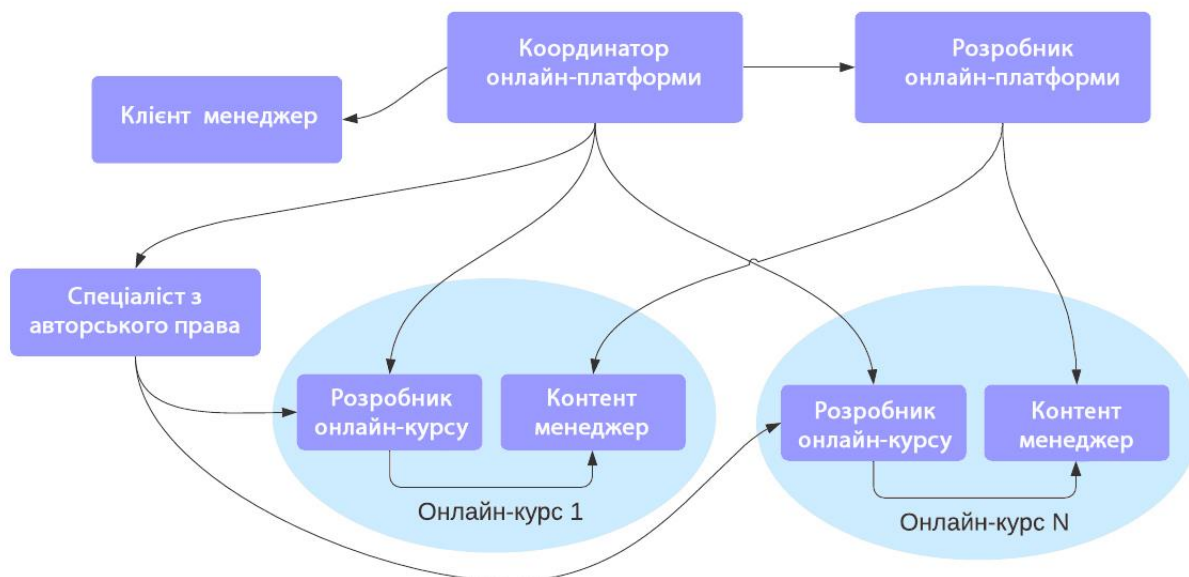 Координатор
онлайн-платформи
Розробник
онлайн-платформи
Клієнт менеджер
Спеціаліст з
авторського права
Розробник
онлайн-курсу
Контент
менеджер
Онлайн-курс 1
Розробник
онлайн-курсу
Контент
менеджер
Онлайн-курс N